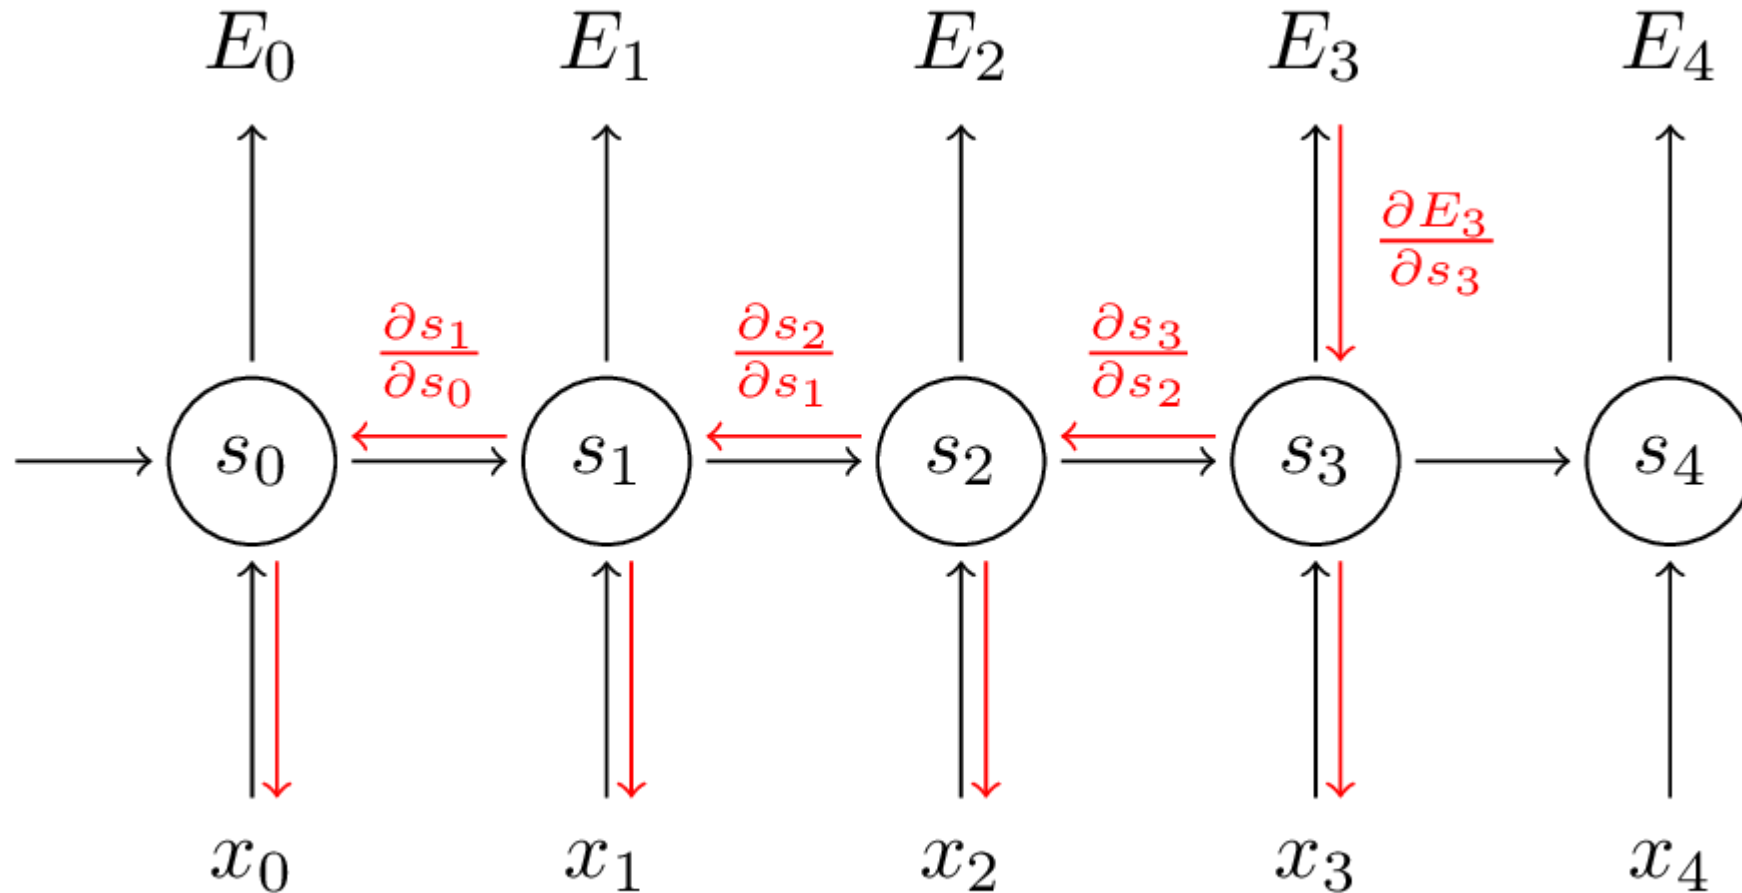 E₀ E₁ E₂ E₃ E₄
∂E₃/∂s₃
∂s₁/∂s₀ ∂s₂/∂s₁ ∂s₃/∂s₂
s₀ s₁ s₂ s₃ s₄
x₀ x₁ x₂ x₃ x₄